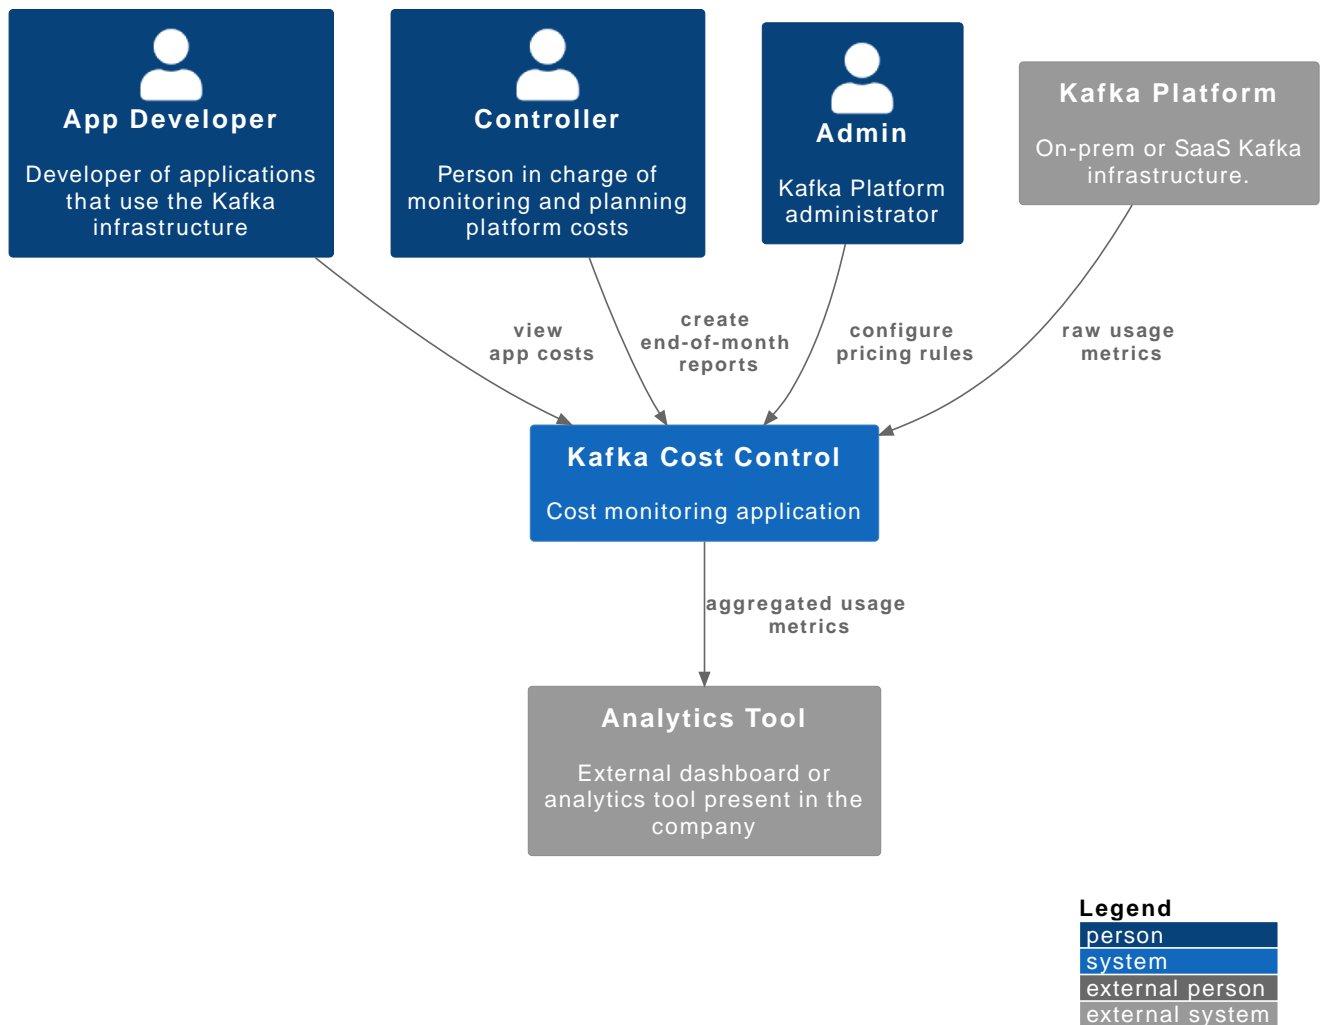 App Developer
Developer of applications
that use the Kafka
infrastructure
Controller
Person in charge of
monitoring and planning
platform costs
Admin
Kafka Platform
administrator
Kafka Platform
On-prem or SaaS Kafka
infrastructure.
view
app costs
create
end-of-month
reports
configure
pricing rules
raw usage
metrics
Kafka Cost Control
Cost monitoring application
aggregated usage
metrics
Analytics Tool
External dashboard or
analytics tool present in the
company
Legend
person
system
external person
external system